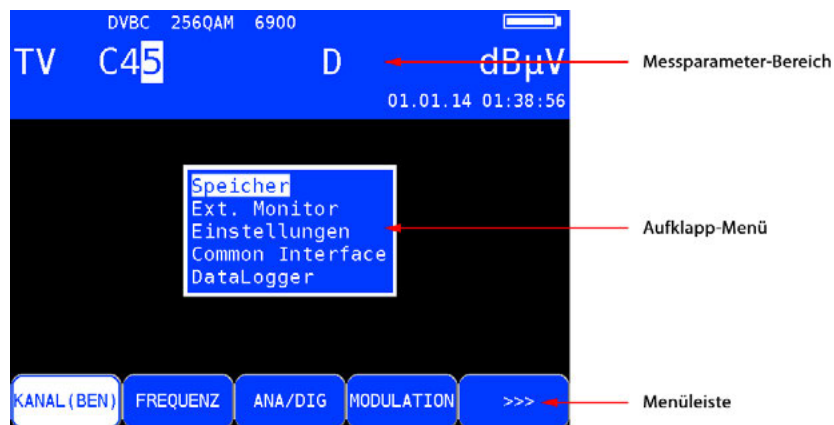 DVBC 256QAM 6900
TV C45 D dBµV
Messparameter-Bereich
01.01.14 01:38:56
Speicher
Ext. Monitor
Einstellungen
Common Interface
DataLogger
Aufklapp-Menü
KANAL(BEN) FREQUENZ ANA/DIG MODULATION >>>
Menüleiste